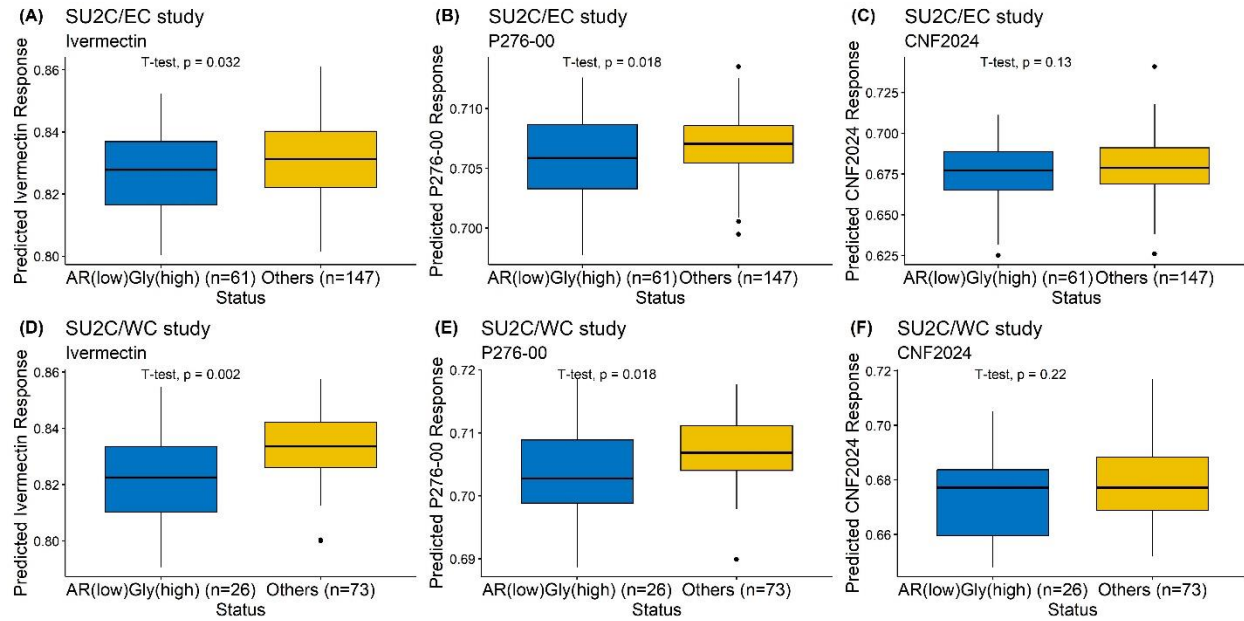 (A) SU2C/EC study
Ivermectin
T-test, p = 0.032
Predicted Ivermectin Response
0.86
0.84
0.82
0.80
AR(low)Gly(high) (n=61) Others (n=147)
Status
(B) SU2C/EC study
P276-00
T-test, p = 0.018
Predicted P276-00 Response
0.710
0.705
0.700
AR(low)Gly(high) (n=61) Others (n=147)
Status
(C) SU2C/EC study
CNF2024
T-test, p = 0.13
Predicted CNF2024 Response
0.725
0.700
0.675
0.650
0.625
AR(low)Gly(high) (n=61) Others (n=147)
Status
(D) SU2C/WC study
Ivermectin
T-test, p = 0.002
Predicted Ivermectin Response
0.86
0.84
0.82
0.80
AR(low)Gly(high) (n=26) Others (n=73)
Status
(E) SU2C/WC study
P276-00
T-test, p = 0.018
Predicted P276-00 Response
0.72
0.71
0.70
0.69
AR(low)Gly(high) (n=26) Others (n=73)
Status
(F) SU2C/WC study
CNF2024
T-test, p = 0.22
Predicted CNF2024 Response
0.72
0.70
0.68
0.66
AR(low)Gly(high) (n=26) Others (n=73)
Status